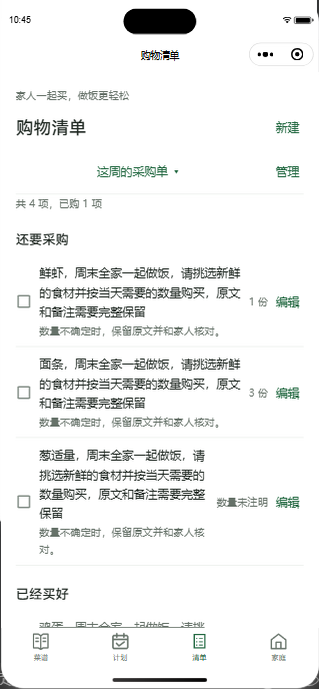 10:45
购物清单
家人一起买，做饭更轻松
购物清单
新建
这周的采购单
管理
共 4 项，已购 1 项
还要采购
鲜虾，周末全家一起做饭，请挑选新鲜
的食材并按当天需要的数量购买，原文
和备注需要完整保留
1 份
编辑
数量不确定时，保留原文并和家人核对。
面条，周末全家一起做饭，请挑选新鲜
的食材并按当天需要的数量购买，原文
和备注需要完整保留
3 份
编辑
数量不确定时，保留原文并和家人核对。
葱适量，周末全家一起做饭，请
挑选新鲜的食材并按当天需要的
数量购买，原文和备注需要完整
保留
数量未注明
编辑
数量不确定时，保留原文并和家人核
对。
已经买好
鸡蛋，周末全家一起做饭，请挑
菜谱
计划
清单
家庭